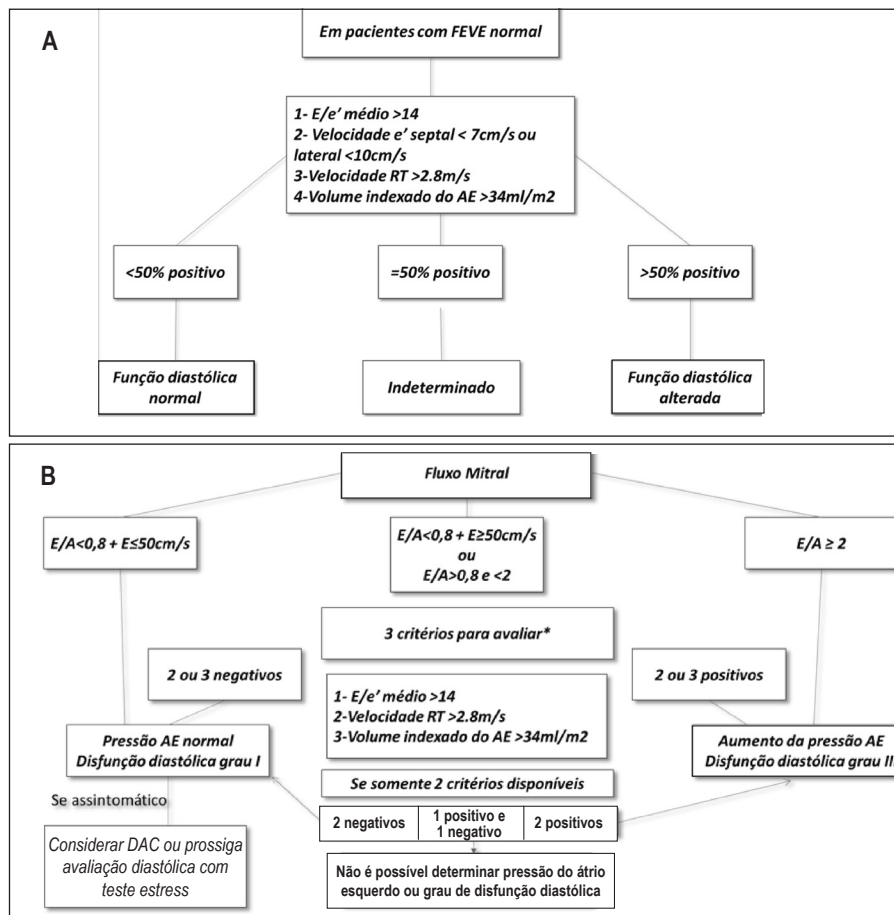 A
Em pacientes com FEVE normal
1- E/e’ médio >14
2- Velocidade e’ septal < 7cm/s ou
lateral <10cm/s
3-Velocidade RT >2.8m/s
4-Volume indexado do AE >34ml/m2
<50% positivo
=50% positivo
>50% positivo
Função diastólica
normal
Indeterminado
Função diastólica
alterada
B
Fluxo Mitral
E/A<0,8 + E≤50cm/s
E/A<0,8 + E≥50cm/s
ou
E/A>0,8 e <2
E/A ≥ 2
3 critérios para avaliar*
2 ou 3 negativos
2 ou 3 positivos
1- E/e’ médio >14
2-Velocidade RT >2.8m/s
3-Volume indexado do AE >34ml/m2
Pressão AE normal
Disfunção diastólica grau I
Aumento da pressão AE
Disfunção diastólica grau III
Se somente 2 critérios disponíveis
Se assintomático
2 negativos
1 positivo e
1 negativo
2 positivos
Considerar DAC ou prossiga
avaliação diastólica com
teste estress
Não é possível determinar pressão do átrio
esquerdo ou grau de disfunção diastólica